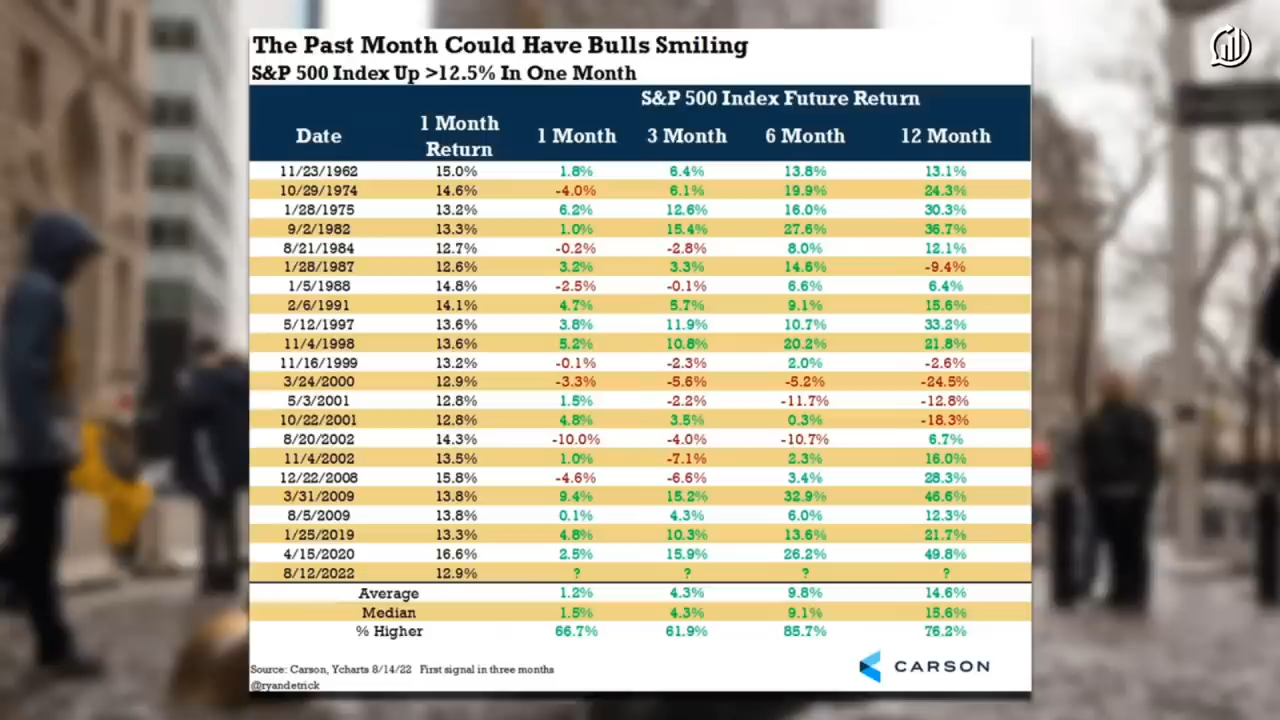 The Past Month Could Have Bulls Smiling
S&P 500 Index Up >12.5% In One Month
S&P 500 Index Future Return
Date 1 Month Return 1 Month 3 Month 6 Month 12 Month
11/23/1962 15.0% 1.8% 6.4% 13.8% 13.1%
10/29/1974 14.6% -4.0% 6.1% 19.9% 24.3%
1/28/1975 13.2% 6.2% 12.6% 16.0% 30.3%
9/2/1982 13.3% 1.0% 15.4% 27.6% 36.7%
8/21/1984 12.7% -0.2% -2.8% 8.0% 12.1%
1/28/1987 12.6% 3.2% 3.3% 14.6% -9.4%
1/5/1988 14.8% -2.5% -0.1% 6.6% 6.4%
2/6/1991 14.1% 4.7% 5.7% 9.1% 15.6%
5/12/1997 13.6% 3.8% 11.9% 10.7% 33.2%
11/4/1998 13.6% 5.2% 10.8% 20.2% 21.8%
11/16/1999 13.2% -0.1% -2.3% 2.0% -2.6%
3/24/2000 12.9% -3.3% -5.6% -5.2% -24.5%
5/3/2001 12.8% 1.5% -2.2% -11.7% -12.8%
10/22/2001 12.8% 4.8% 3.5% 0.3% -18.3%
8/20/2002 14.3% -10.0% -4.0% -10.7% 6.7%
11/4/2002 13.5% 1.0% -7.1% 2.3% 16.0%
12/22/2008 15.8% -4.6% -6.6% 3.4% 28.3%
3/31/2009 13.8% 9.4% 15.2% 32.9% 46.6%
8/5/2009 13.8% 0.1% 4.3% 6.0% 12.3%
1/25/2019 13.3% 4.8% 10.3% 13.6% 21.7%
4/15/2020 16.6% 2.5% 15.9% 26.2% 49.8%
8/12/2022 12.9% ? ? ? ?
Average 1.2% 4.3% 9.8% 14.6%
Median 1.5% 4.3% 9.1% 15.6%
% Higher 66.7% 61.9% 85.7% 76.2%
Source: Carson, Ycharts 8/14/22 First signal in three months
@ryandetrick
CARSON